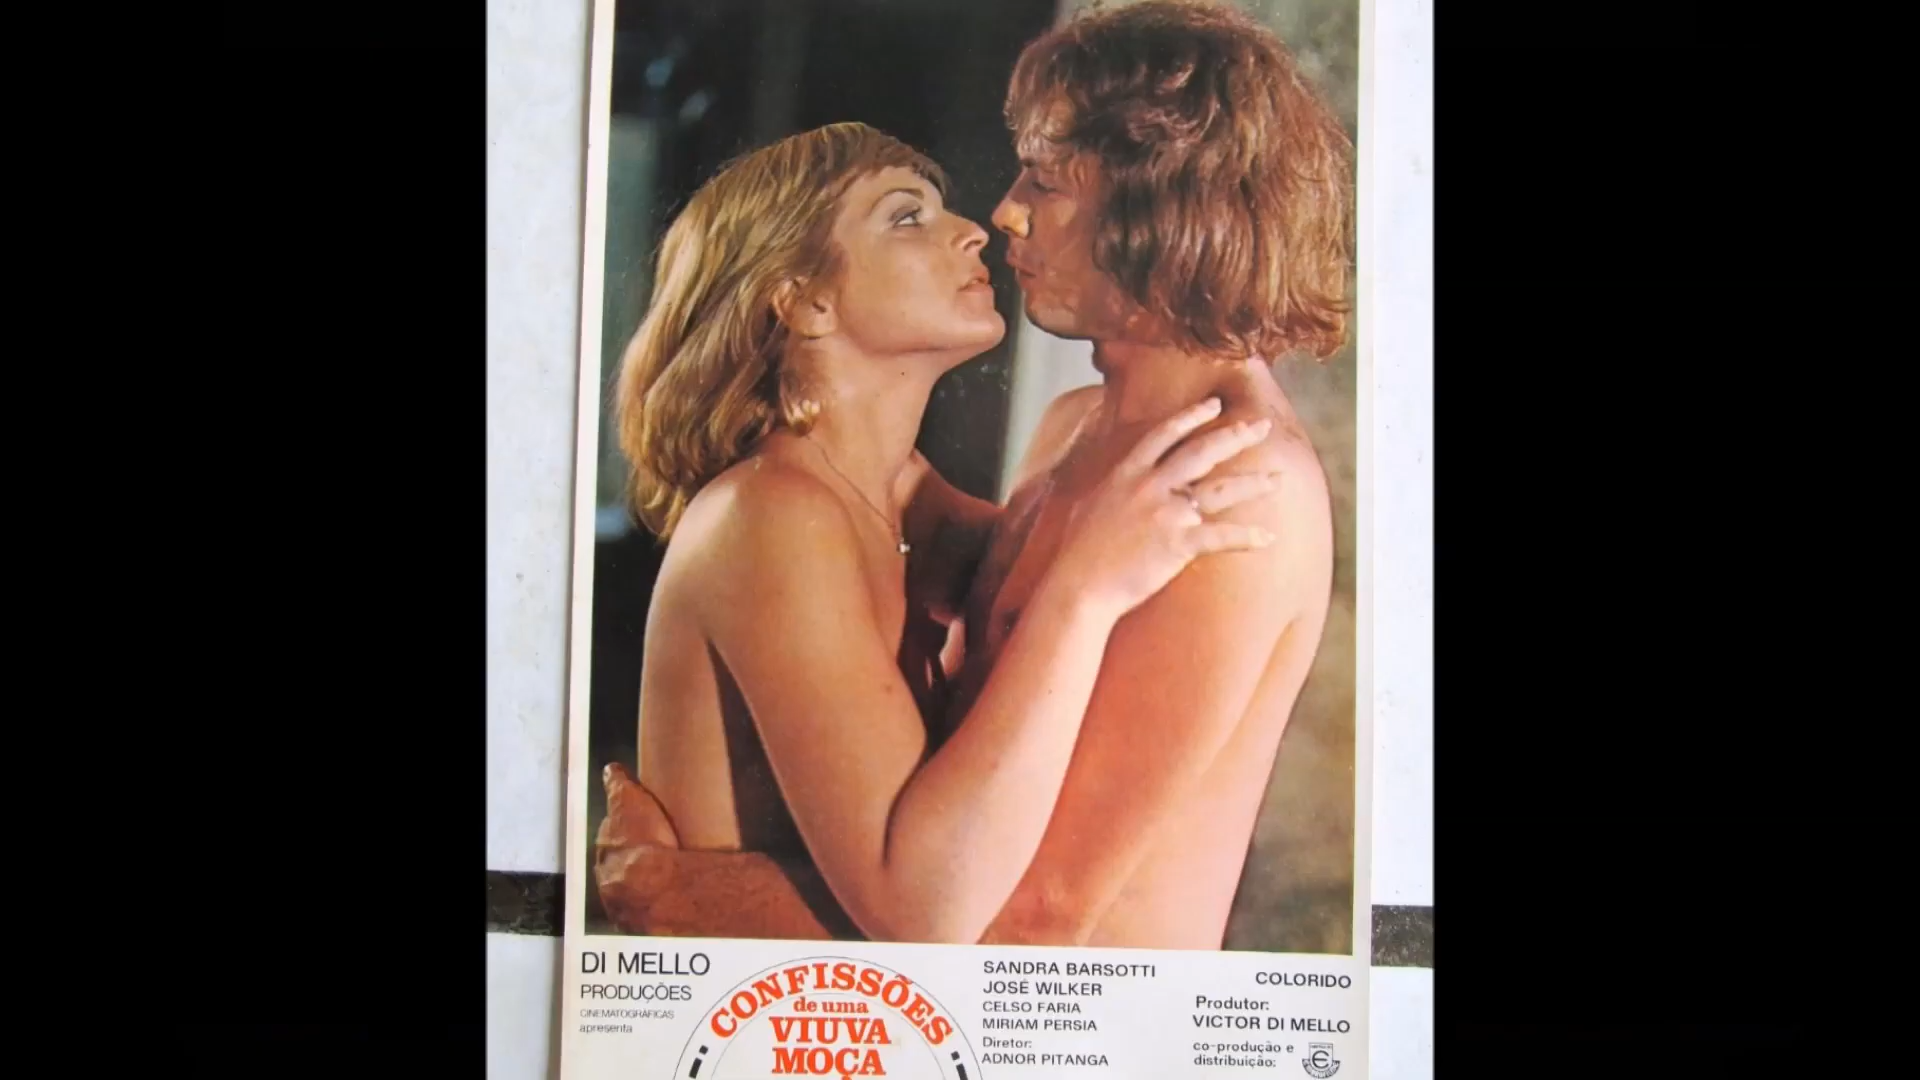 DI MELLO
PRODUÇÕES
CINEMATOGRÁFICAS
apresenta
CONFISSÕES
de uma
VIUVA
MOÇA
SANDRA BARSOTTI
JOSÉ WILKER
CELSO FARIA
MIRIAM PERSIA
Diretor:
ADNOR PITANGA
COLORIDO
Produtor:
VICTOR DI MELLO
co-produção e
distribuição: